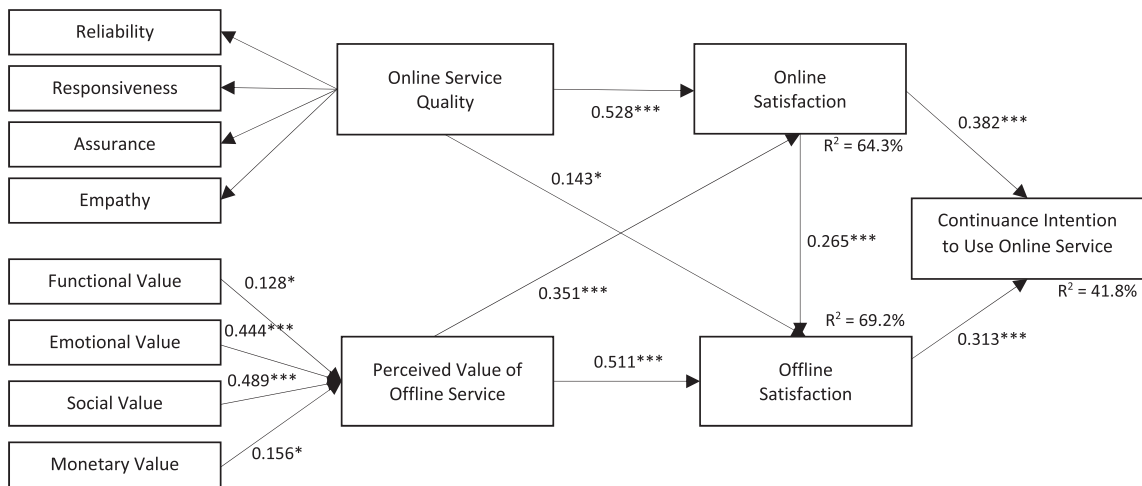 Reliability
Responsiveness
Assurance
Empathy
Functional Value
Emotional Value
Social Value
Monetary Value
0.128*
0.444***
0.489***
0.156*
Online Service
Quality
Perceived Value of
Offline Service
0.528***
0.143*
0.351***
0.511***
Online
Satisfaction
R² = 64.3%
0.265***
R² = 69.2%
Offline
Satisfaction
0.382***
Continuance Intention
to Use Online Service
R² = 41.8%
0.313***